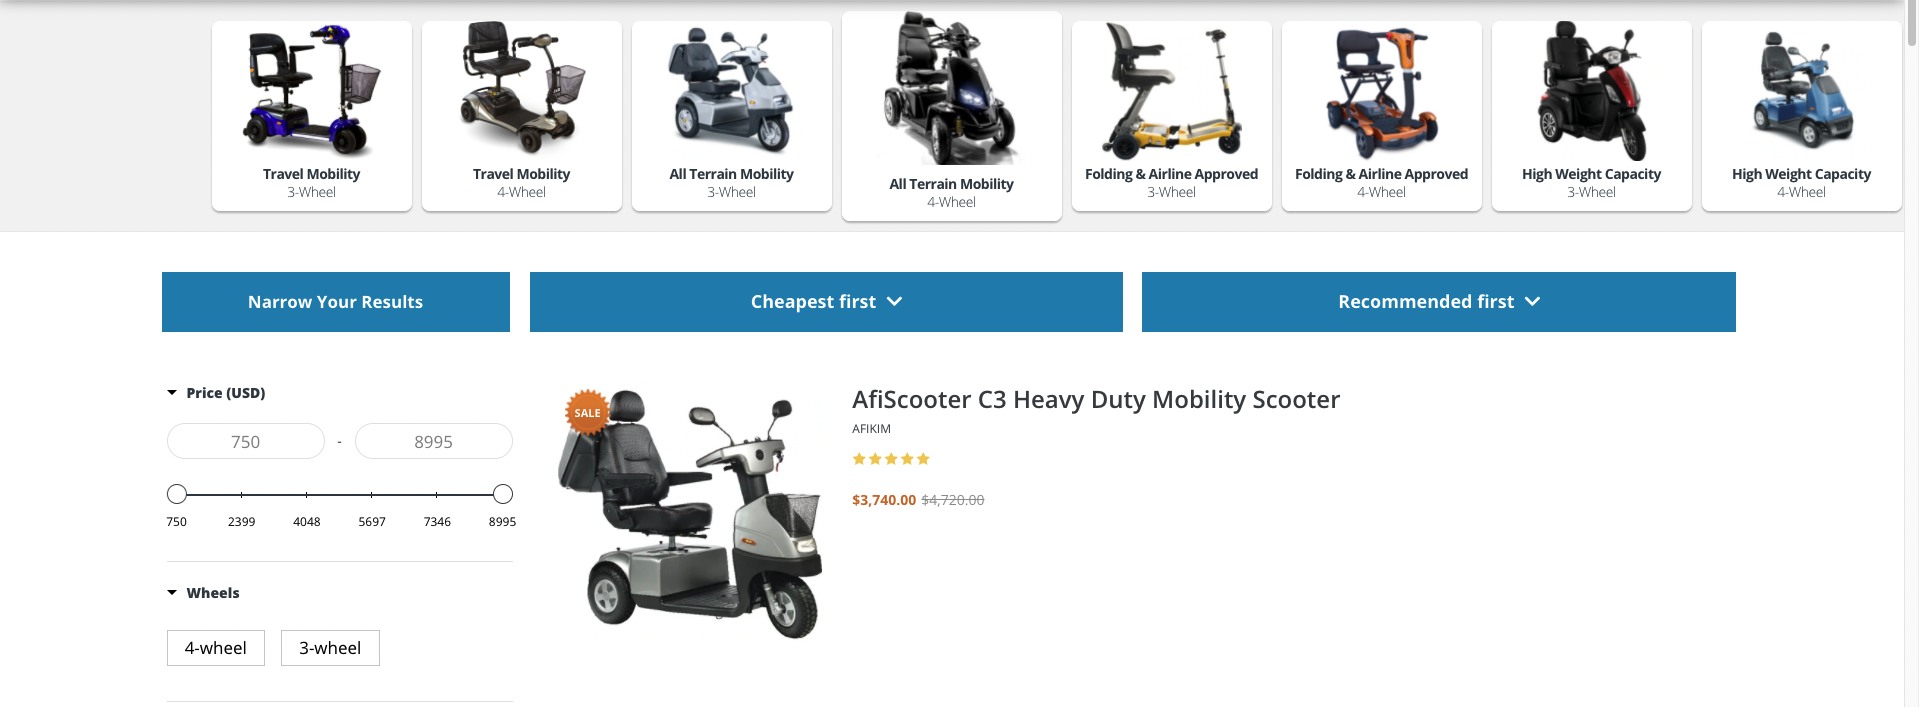 Travel Mobility
3-Wheel
Travel Mobility
4-Wheel
All Terrain Mobility
3-Wheel
All Terrain Mobility
4-Wheel
Folding & Airline Approved
3-Wheel
Folding & Airline Approved
4-Wheel
High Weight Capacity
3-Wheel
High Weight Capacity
4-Wheel
Narrow Your Results
Cheapest first
Recommended first
Price (USD)
750 - 8995
750 2399 4048 5697 7346 8995
Wheels
4-wheel 3-wheel
SALE
AfiScooter C3 Heavy Duty Mobility Scooter
AFIKIM
$3,740.00 $4,720.00